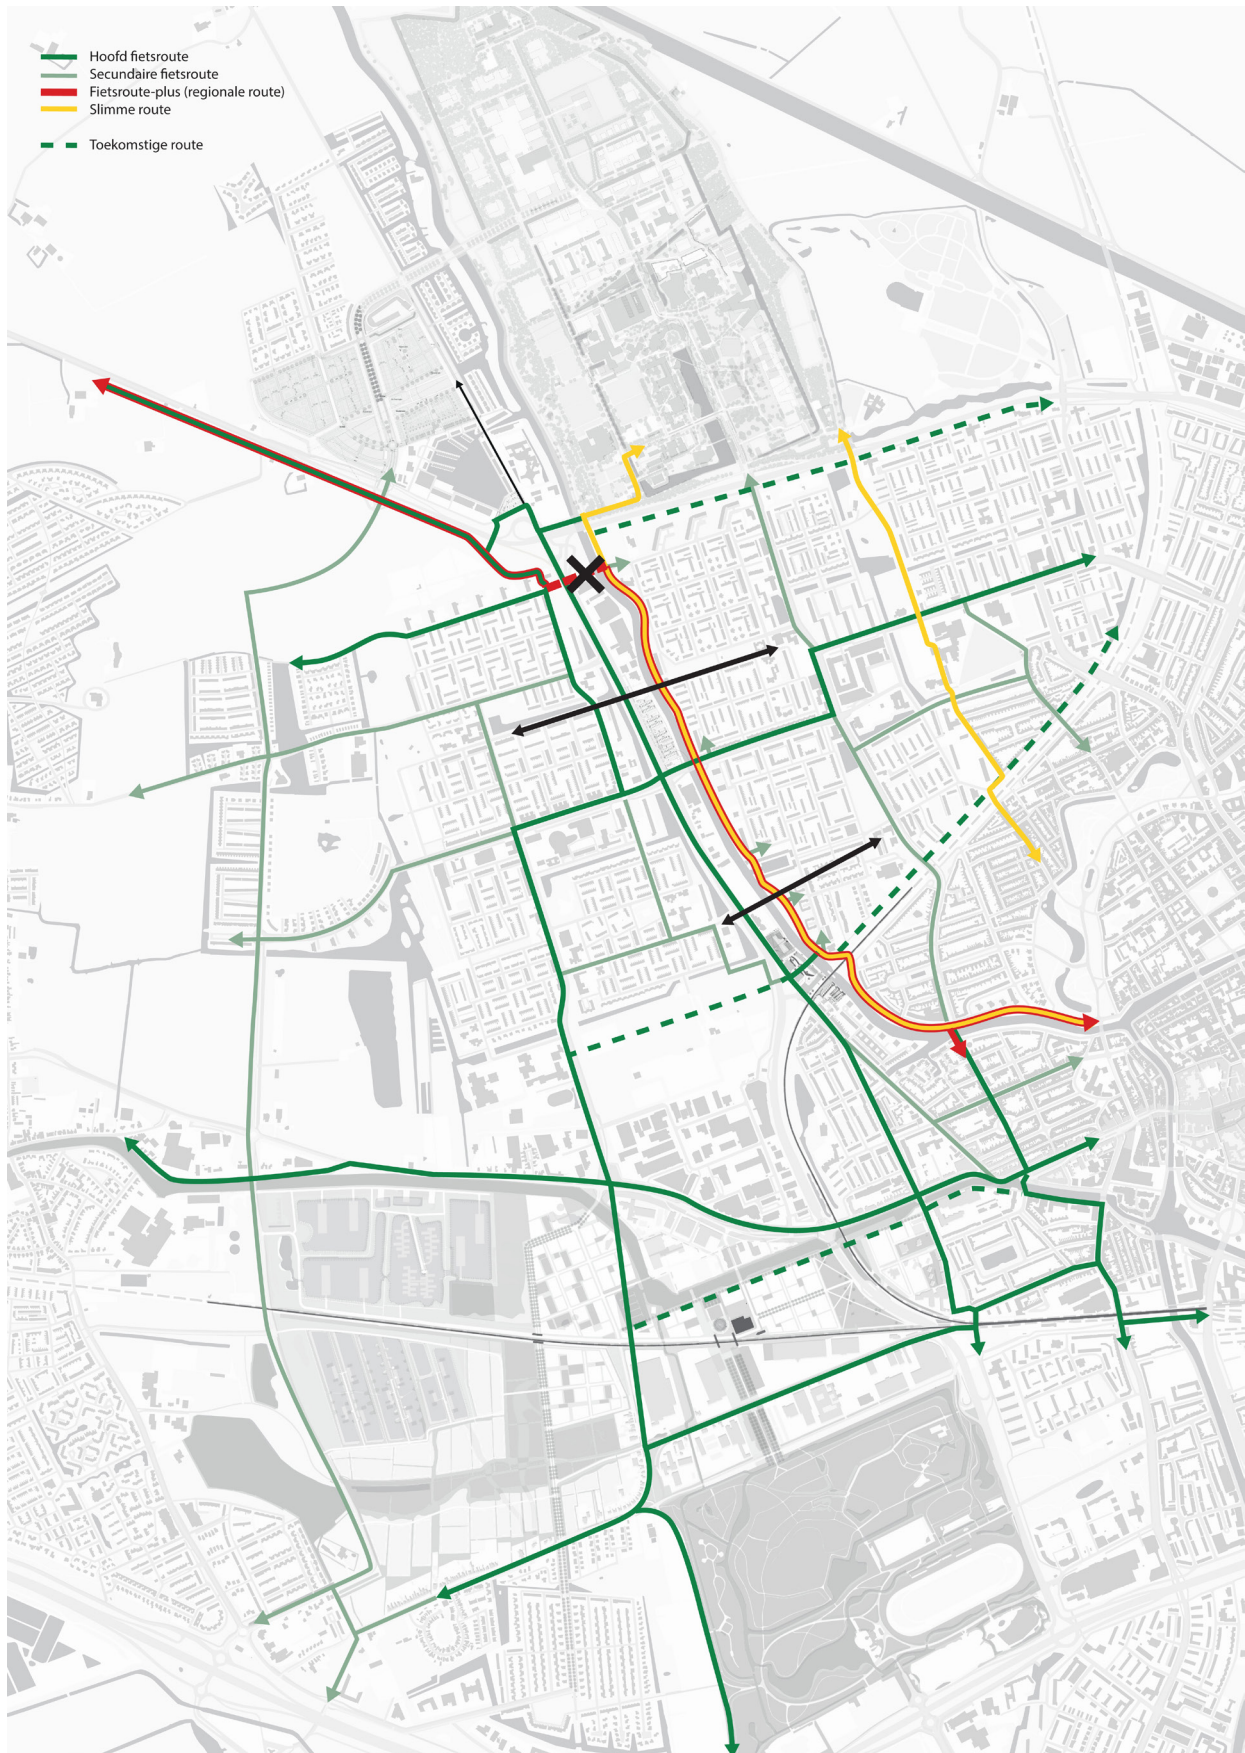 Hoofd fietsroute
Secundaire fietsroute
Fietsroute-plus (regionale route)
Slimme route
Toekomstige route